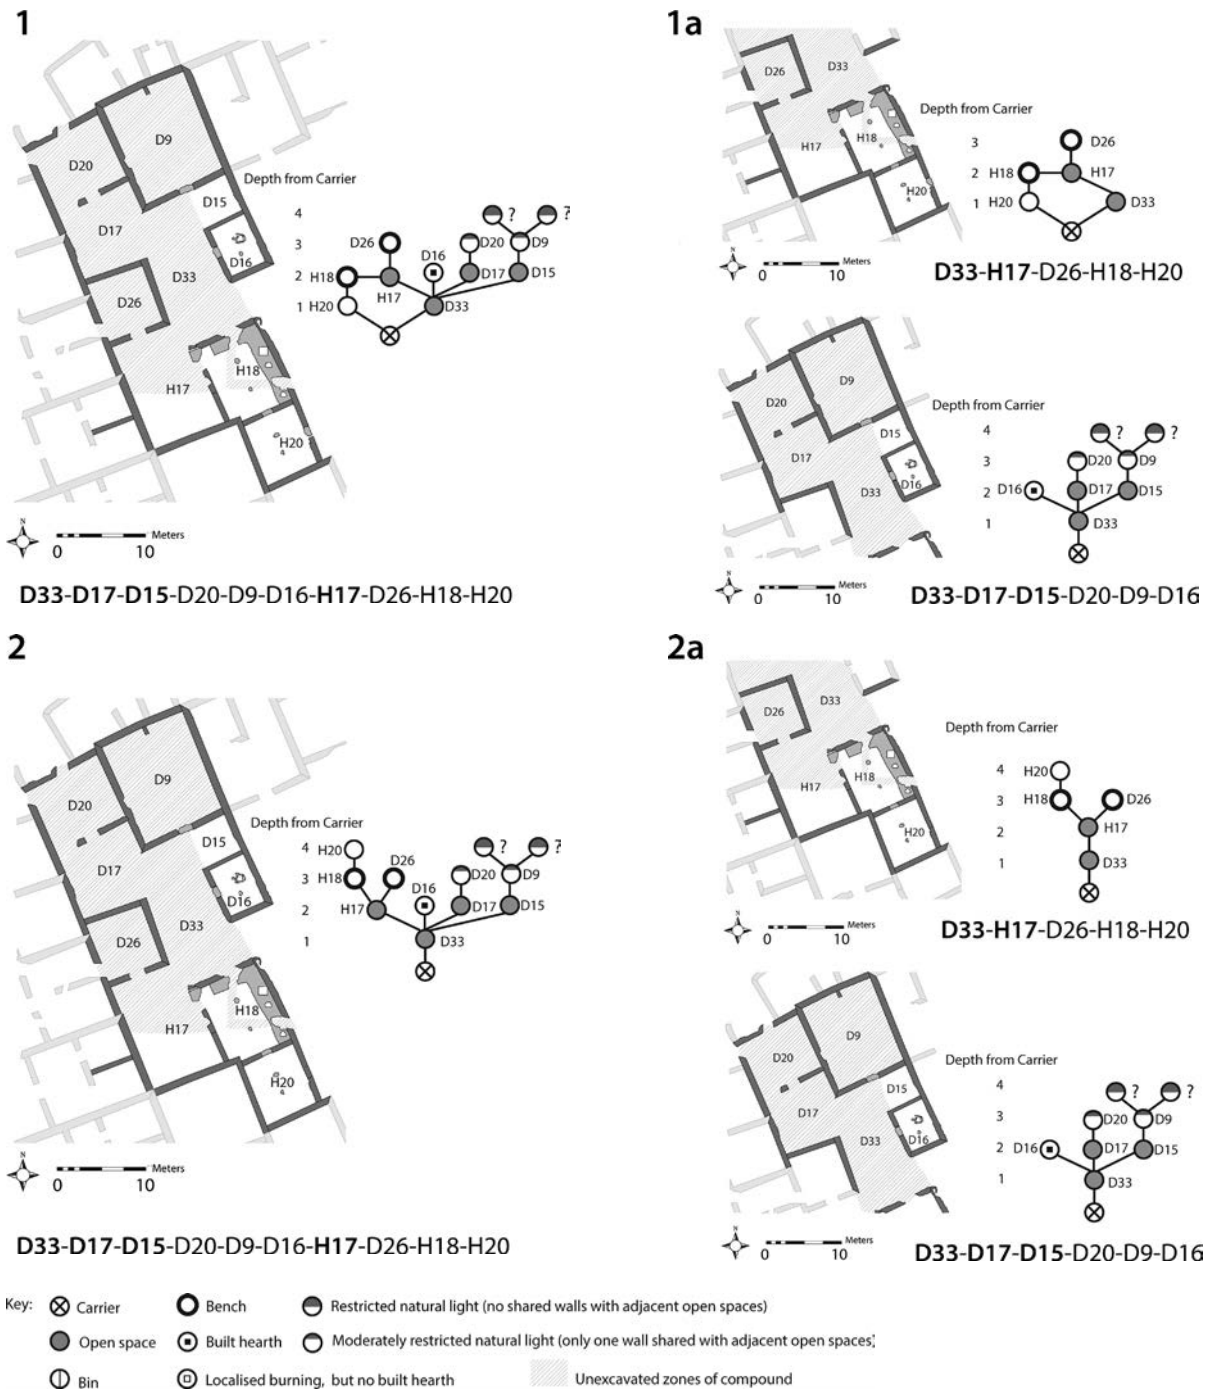 1
D9
D20
D15
D17
D16
D33
D26
H18
H17
H20
Depth from Carrier
4
3
2
1
? ?
D26 D16 D20 D9
H18 H17 D17 D15
H20 D33
N
0 10 Meters
D33-D17-D15-D20-D9-D16-H17-D26-H18-H20
1a
D26 D33
H18
H17
H20
Depth from Carrier
3 D26
2 H18 H17
1 H20 D33
N
0 10 Meters
D33-H17-D26-H18-H20
D9
D20
D15
D17
D16
D33
Depth from Carrier
4 ? ?
3 D20 D9
2 D16 D17 D15
1 D33
N
0 10 Meters
D33-D17-D15-D20-D9-D16
2
D9
D20
D15
D17
D16
D33
D26
H18
H17
H20
Depth from Carrier
4 H20 ? ?
3 H18 D26 D16 D20 D9
2 H17 D17 D15
1 D33
N
0 10 Meters
D33-D17-D15-D20-D9-D16-H17-D26-H18-H20
2a
D33
D26
H18
H17
H20
Depth from Carrier
4 H20
3 H18 D26
2 H17
1 D33
N
0 10 Meters
D33-H17-D26-H18-H20
D9
D20
D15
D17
D16
D33
Depth from Carrier
4 ? ?
3 D20 D9
2 D16 D17 D15
1 D33
N
0 10 Meters
D33-D17-D15-D20-D9-D16
Key: Carrier Bench Restricted natural light (no shared walls with adjacent open spaces)
Open space Built hearth Moderately restricted natural light (only one wall shared with adjacent open spaces)
Bin Localised burning, but no built hearth Unexcavated zones of compound